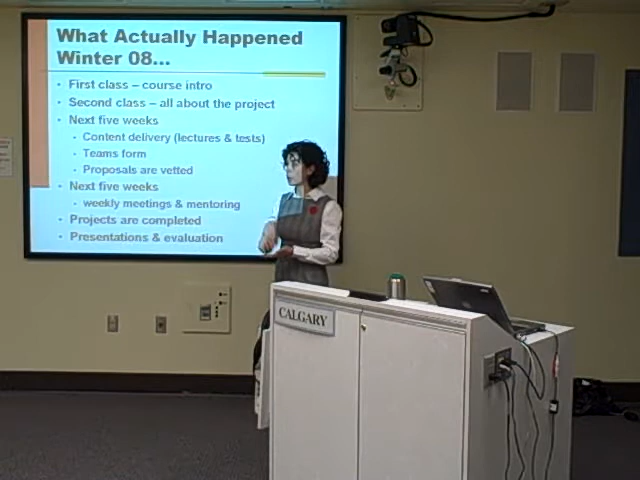 What Actually Happened
Winter 08...
First class – course intro
Second class – all about the project
Next five weeks
Content delivery (lectures & tests)
Teams form
Proposals are vetted
Next five weeks
weekly meetings & mentoring
Projects are completed
Presentations & evaluation
CALGARY